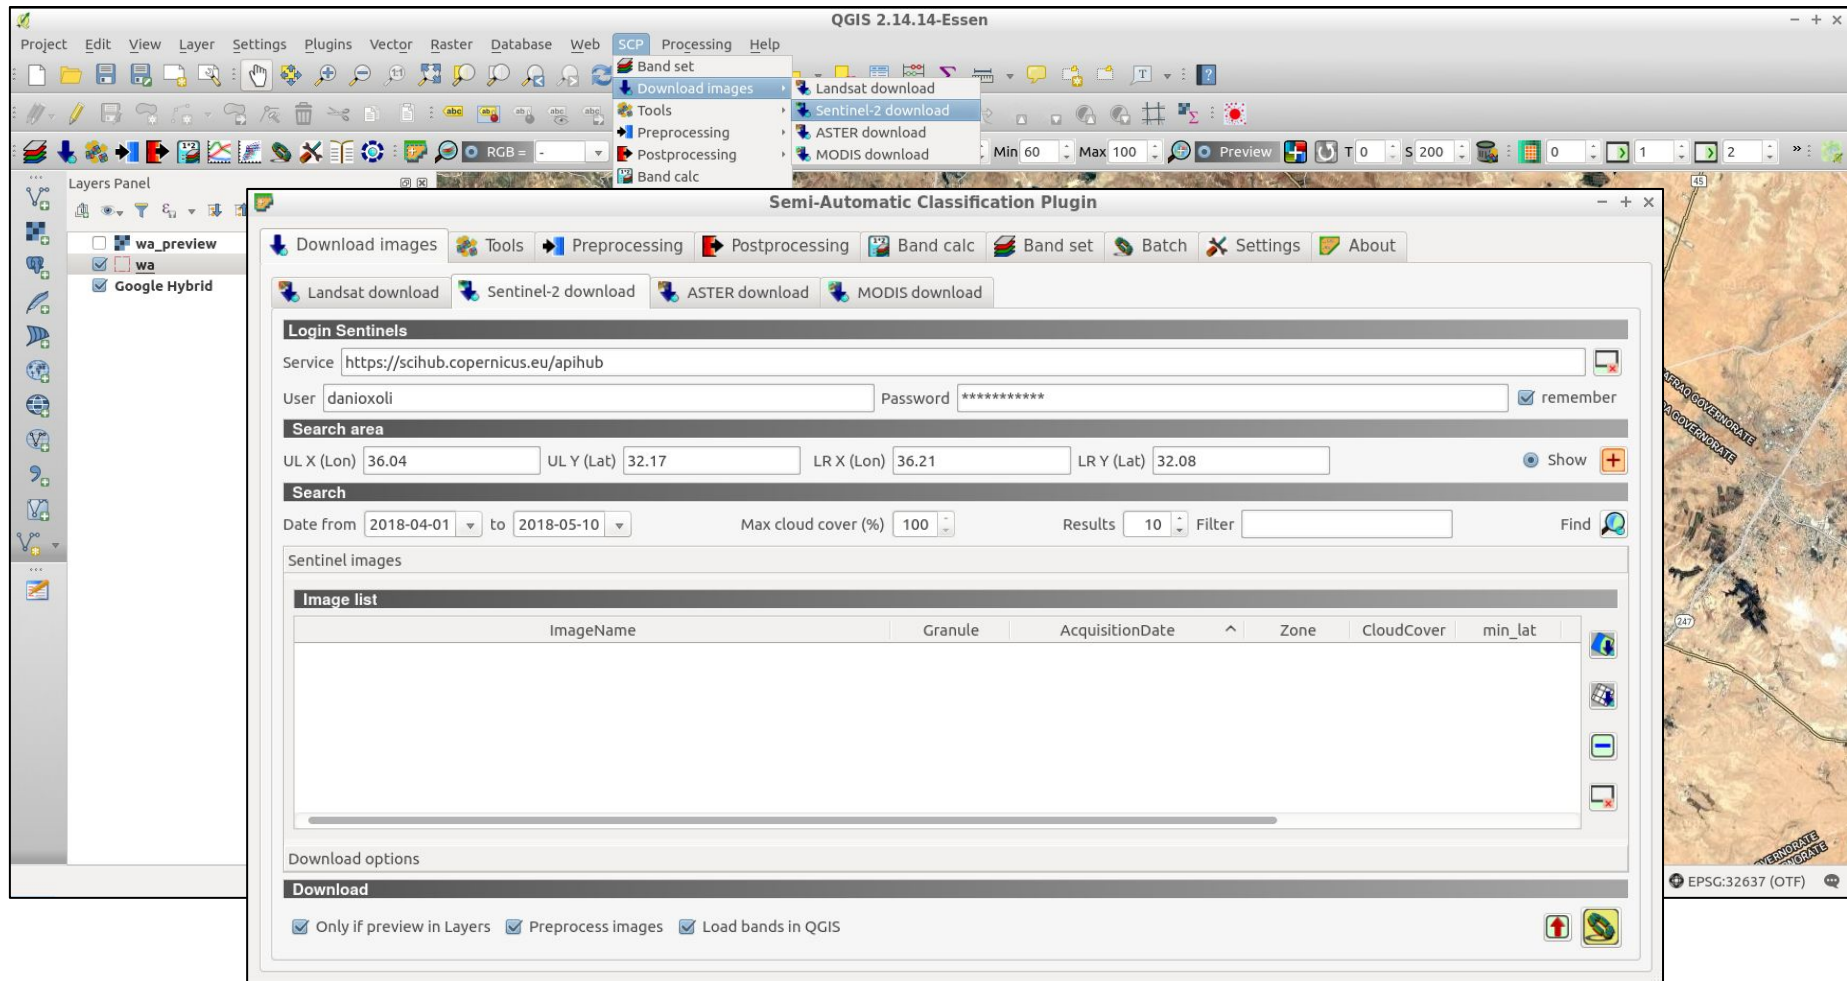 QGIS 2.14.14-Essen
Project Edit View Layer Settings Plugins Vector Raster Database Web SCP Processing Help
Band set
Download images
Landsat download
Tools
Sentinel-2 download
Preprocessing
ASTER download
Postprocessing
MODIS download
Band calc
RGB = -
Min 60 Max 100 Preview T 0 S 200 0 1 2 »
Layers Panel
wa_preview
wa
Google Hybrid
Semi-Automatic Classification Plugin
Download images Tools Preprocessing Postprocessing Band calc Band set Batch Settings About
Landsat download Sentinel-2 download ASTER download MODIS download
Login Sentinels
Service https://scihub.copernicus.eu/apihub
User danioxoli Password *********** remember
Search area
UL X (Lon) 36.04 UL Y (Lat) 32.17 LR X (Lon) 36.21 LR Y (Lat) 32.08 Show
Search
Date from 2018-04-01 to 2018-05-10 Max cloud cover (%) 100 Results 10 Filter Find
Sentinel images
Image list
ImageName Granule AcquisitionDate Zone CloudCover min_lat
Download options
Download
Only if preview in Layers Preprocess images Load bands in QGIS
45
AFRAQ GOVERNORATE
A GOVERNORATE
247
EPSG:32637 (OTF)